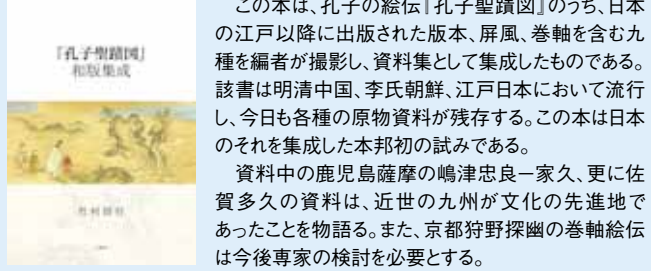 『孔子聖蹟図』
和版集成
この本は、孔子の絵伝『孔子聖蹟図』のうち、日本
の江戸以降に出版された版本、屏風、巻軸を含む九
種を編者が撮影し、資料集として集成したものである。
該書は明清中国、李氏朝鮮、江戸日本において流行
し、今日も各種の原物資料が残存する。この本は日本
のそれを集成した本邦初の試みである。
資料中の鹿児島薩摩の嶋津忠良ー家久、更に佐
賀多久の資料は、近世の九州が文化の先進地で
あったことを物語る。また、京都狩野探幽の巻軸絵伝
は今後専家の検討を必要とする。